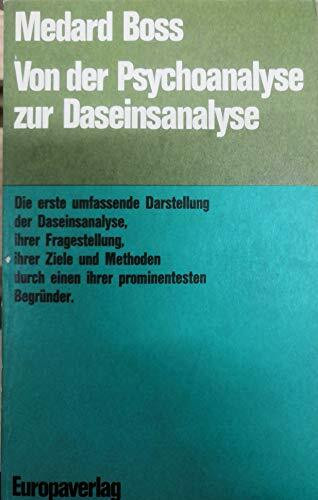 Medard Boss
Von der Psychoanalyse
zur Daseinsanalyse
Die erste umfassende Darstellung
der Daseinsanalyse,
ihrer Fragestellung,
ihrer Ziele und Methoden
durch einen ihrer prominentesten
Begründer.
Europaverlag